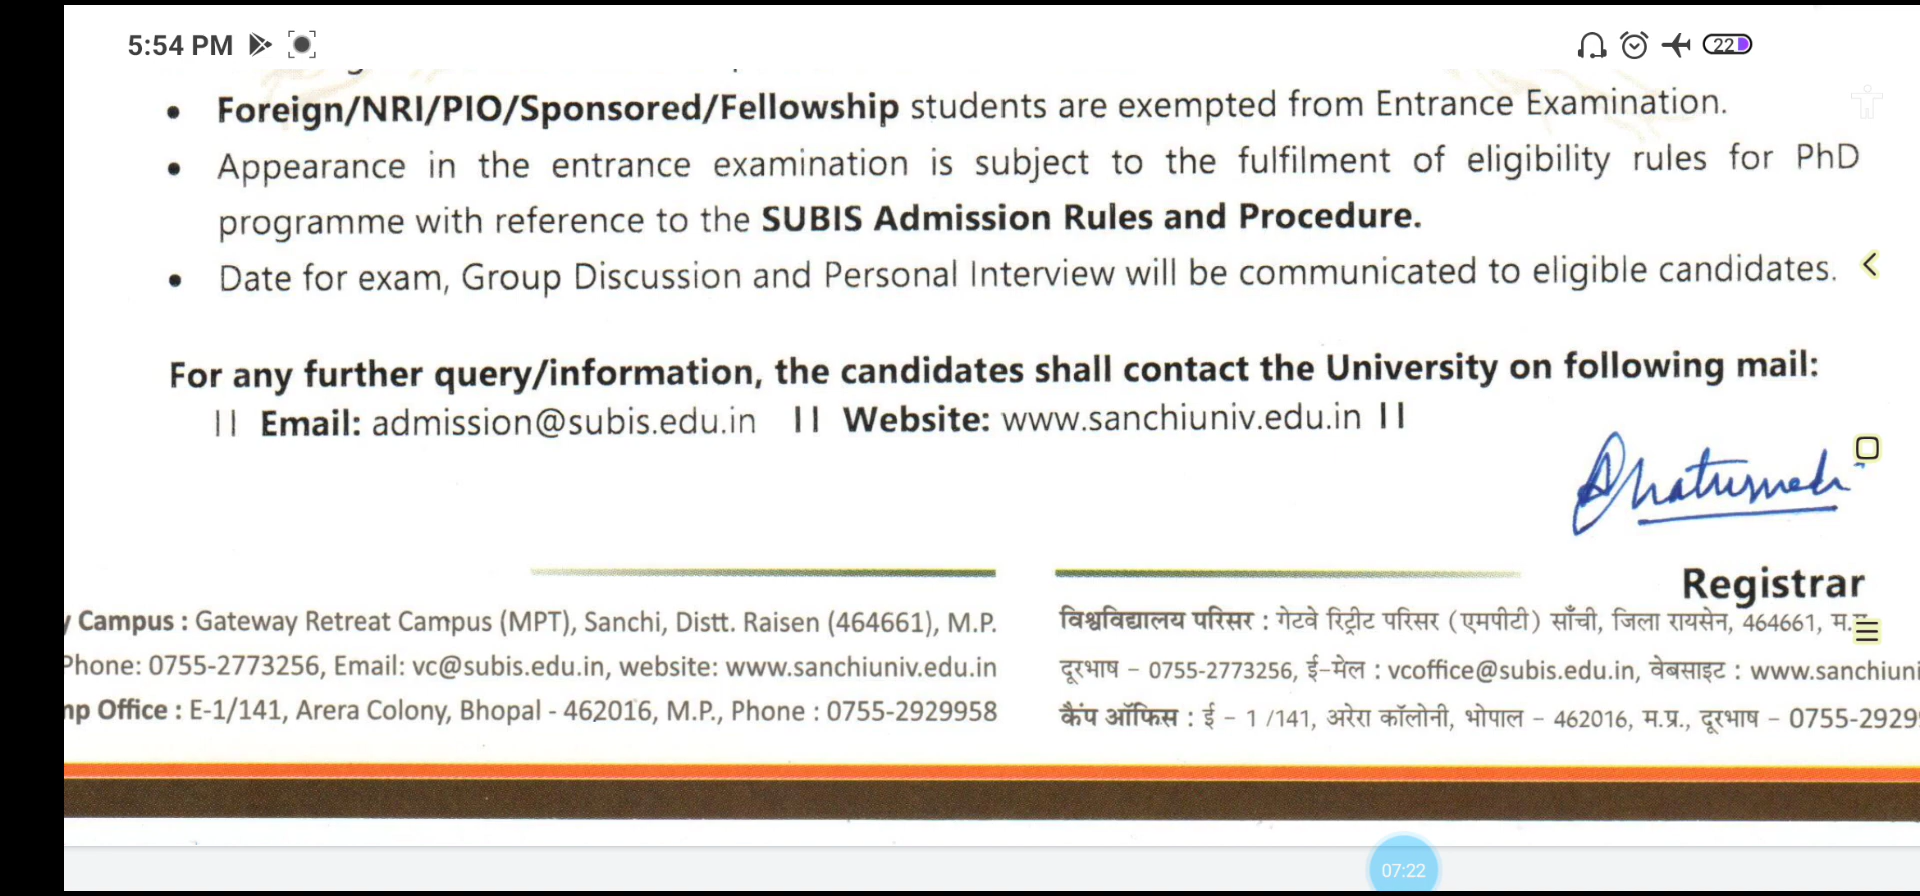 5:54 PM
22
• Foreign/NRI/PIO/Sponsored/Fellowship students are exempted from Entrance Examination.
• Appearance in the entrance examination is subject to the fulfilment of eligibility rules for PhD
programme with reference to the SUBIS Admission Rules and Procedure.
• Date for exam, Group Discussion and Personal Interview will be communicated to eligible candidates.
For any further query/information, the candidates shall contact the University on following mail:
|| Email: admission@subis.edu.in || Website: www.sanchiuniv.edu.in ||
Registrar
y Campus : Gateway Retreat Campus (MPT), Sanchi, Distt. Raisen (464661), M.P.
Phone: 0755-2773256, Email: vc@subis.edu.in, website: www.sanchiuniv.edu.in
mp Office : E-1/141, Arera Colony, Bhopal - 462016, M.P., Phone : 0755-2929958
विश्वविद्यालय परिसर : गेटवे रिट्रीट परिसर (एमपीटी) साँची, जिला रायसेन, 464661, म.प्र.
दूरभाष – 0755-2773256, ई-मेल : vcoffice@subis.edu.in, वेबसाइट : www.sanchiuni
कैंप ऑफिस : ई – 1 /141, अरेरा कॉलोनी, भोपाल – 462016, म.प्र., दूरभाष – 0755-2929
07:22